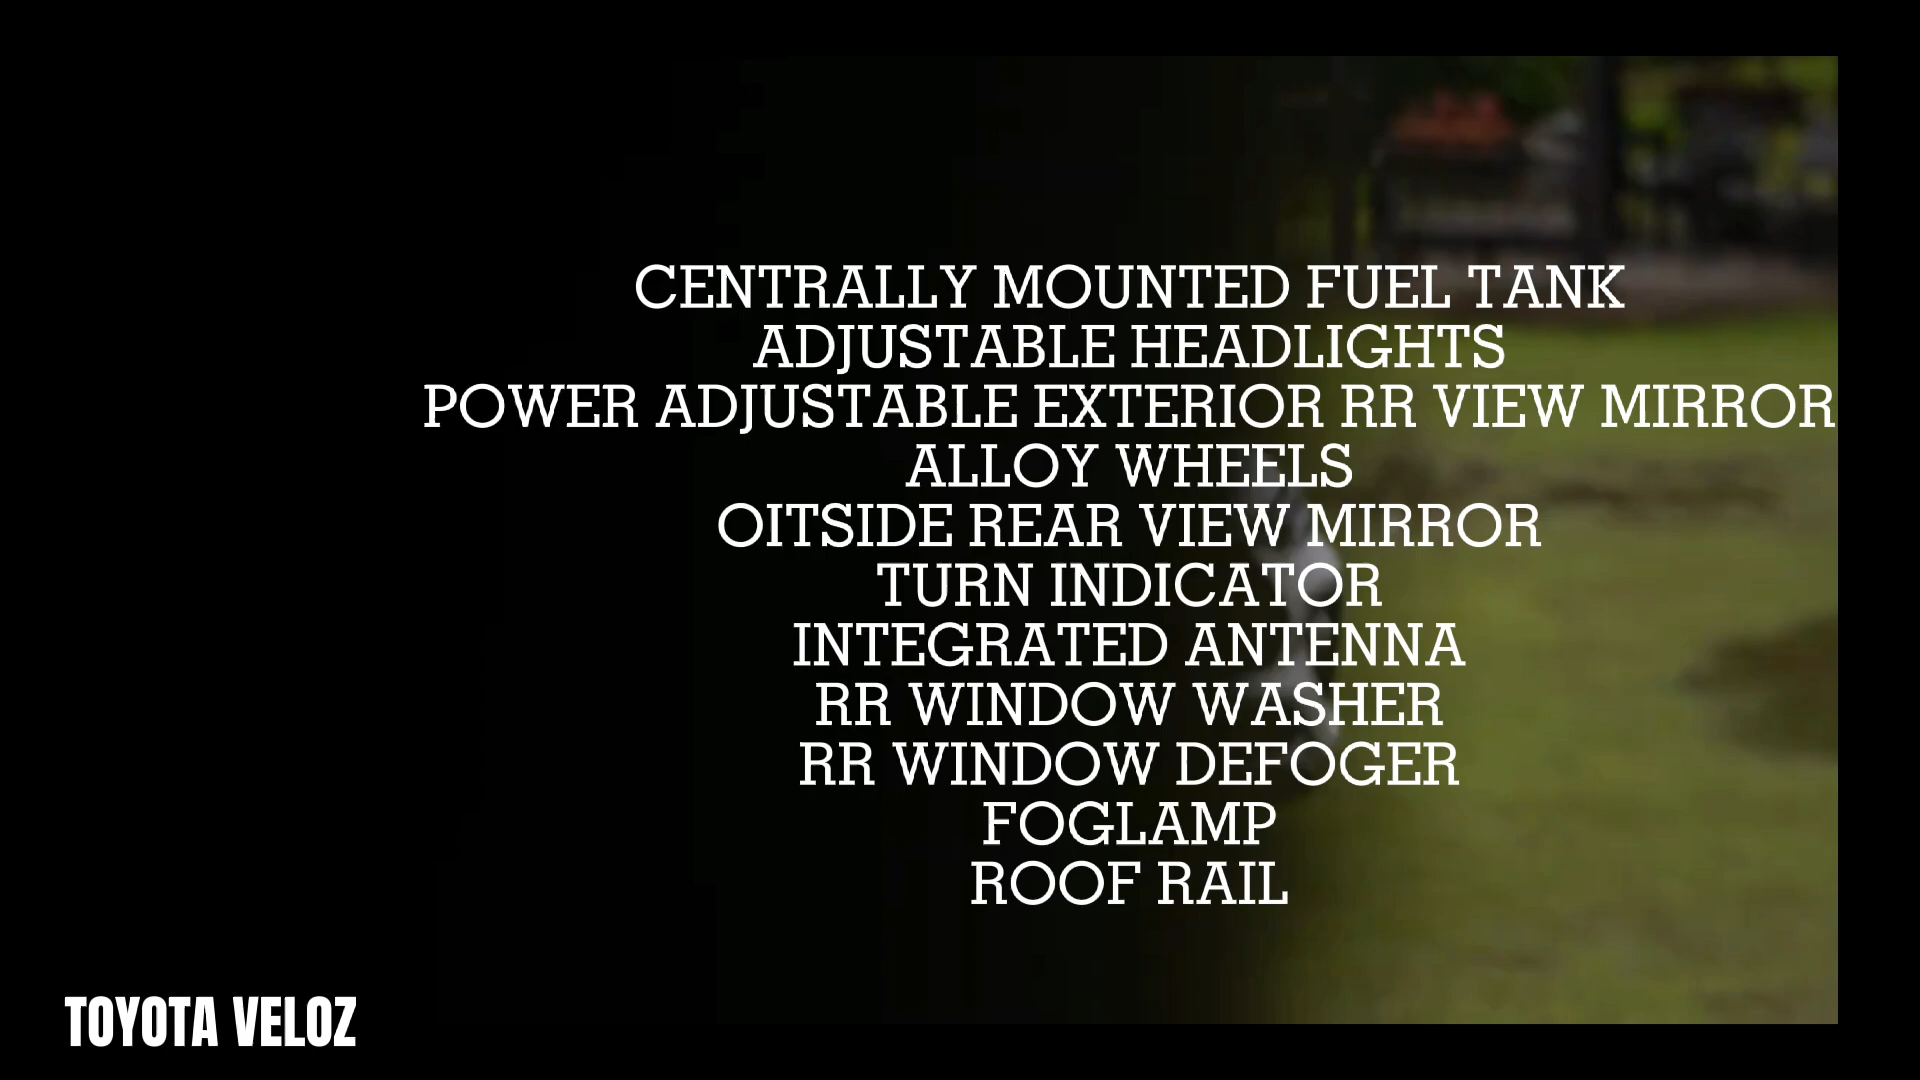 CENTRALLY MOUNTED FUEL TANK
ADJUSTABLE HEADLIGHTS
POWER ADJUSTABLE EXTERIOR RR VIEW MIRROR
ALLOY WHEELS
OITSIDE REAR VIEW MIRROR
TURN INDICATOR
INTEGRATED ANTENNA
RR WINDOW WASHER
RR WINDOW DEFOGER
FOGLAMP
ROOF RAIL
TOYOTA VELOZ